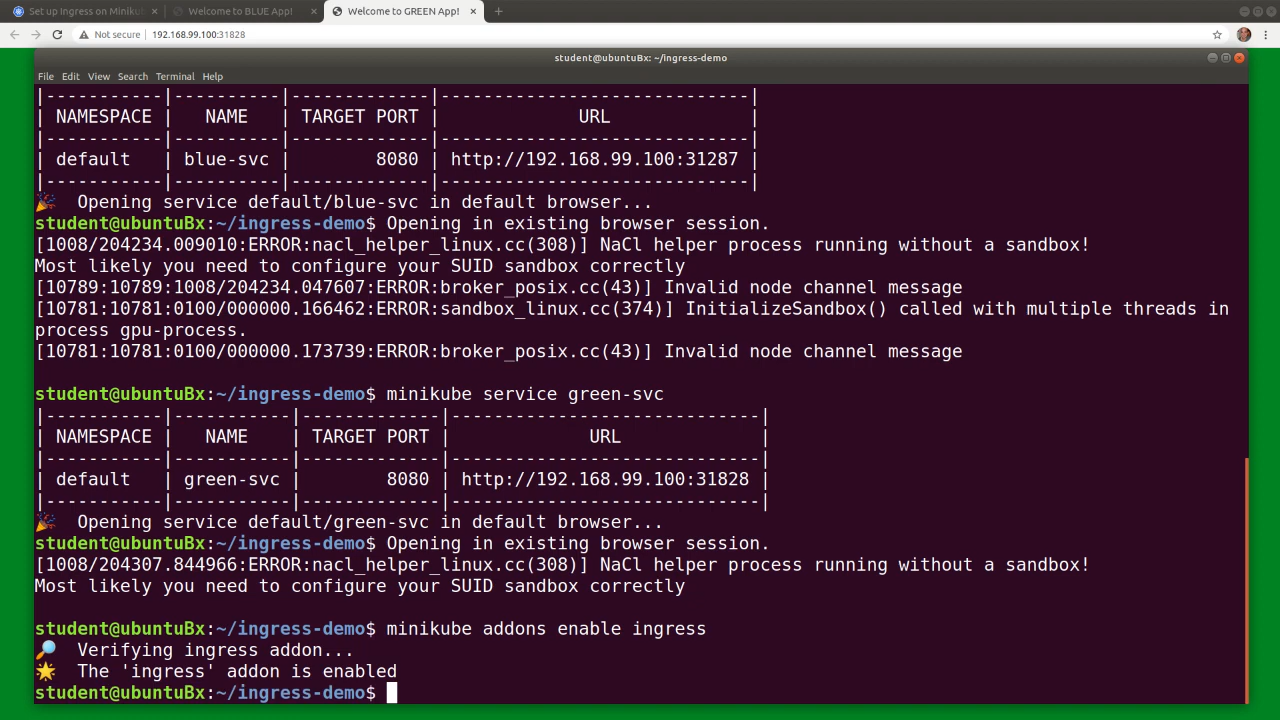 Set up Ingress on Miniku
Welcome to BLUE App!
Welcome to GREEN App!
Not secure 192.168.99.100:31828
student@ubuntuBx: ~/ingress-demo
File Edit View Search Terminal Help
|-----------|----------|-------------|-----------------------------|
| NAMESPACE | NAME | TARGET PORT | URL |
|-----------|----------|-------------|-----------------------------|
| default | blue-svc | 8080 | http://192.168.99.100:31287 |
|-----------|----------|-------------|-----------------------------|
🎉 Opening service default/blue-svc in default browser...
student@ubuntuBx:~/ingress-demo$ Opening in existing browser session.
[1008/204234.009010:ERROR:nacl_helper_linux.cc(308)] NaCl helper process running without a sandbox!
Most likely you need to configure your SUID sandbox correctly
[10789:10789:1008/204234.047607:ERROR:broker_posix.cc(43)] Invalid node channel message
[10781:10781:0100/000000.166462:ERROR:sandbox_linux.cc(374)] InitializeSandbox() called with multiple threads in
process gpu-process.
[10781:10781:0100/000000.173739:ERROR:broker_posix.cc(43)] Invalid node channel message
student@ubuntuBx:~/ingress-demo$ minikube service green-svc
|-----------|-----------|-------------|-----------------------------|
| NAMESPACE | NAME | TARGET PORT | URL |
|-----------|-----------|-------------|-----------------------------|
| default | green-svc | 8080 | http://192.168.99.100:31828 |
|-----------|-----------|-------------|-----------------------------|
🎉 Opening service default/green-svc in default browser...
student@ubuntuBx:~/ingress-demo$ Opening in existing browser session.
[1008/204307.844966:ERROR:nacl_helper_linux.cc(308)] NaCl helper process running without a sandbox!
Most likely you need to configure your SUID sandbox correctly
student@ubuntuBx:~/ingress-demo$ minikube addons enable ingress
🔎 Verifying ingress addon...
🌟 The 'ingress' addon is enabled
student@ubuntuBx:~/ingress-demo$